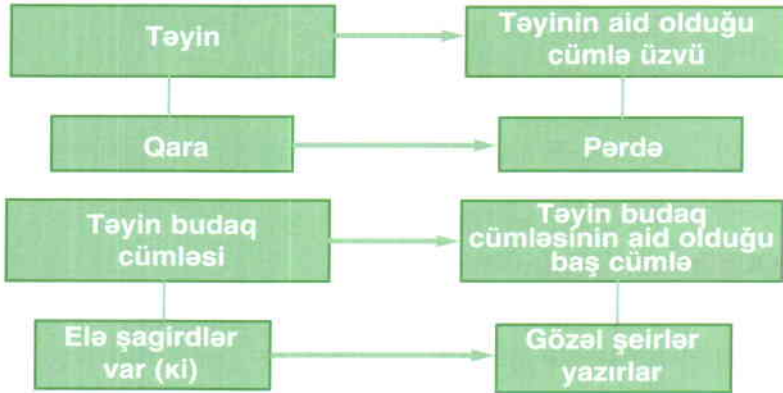 Təyin
Təyinin aid olduğu
cümlə üzvü
Qara
Pərdə
Təyin budaq
cümləsi
Təyin budaq
cümləsinin aid olduğu
baş cümlə
Elə şagirdlər
var (ki)
Gözəl şeirlər
yazırlar